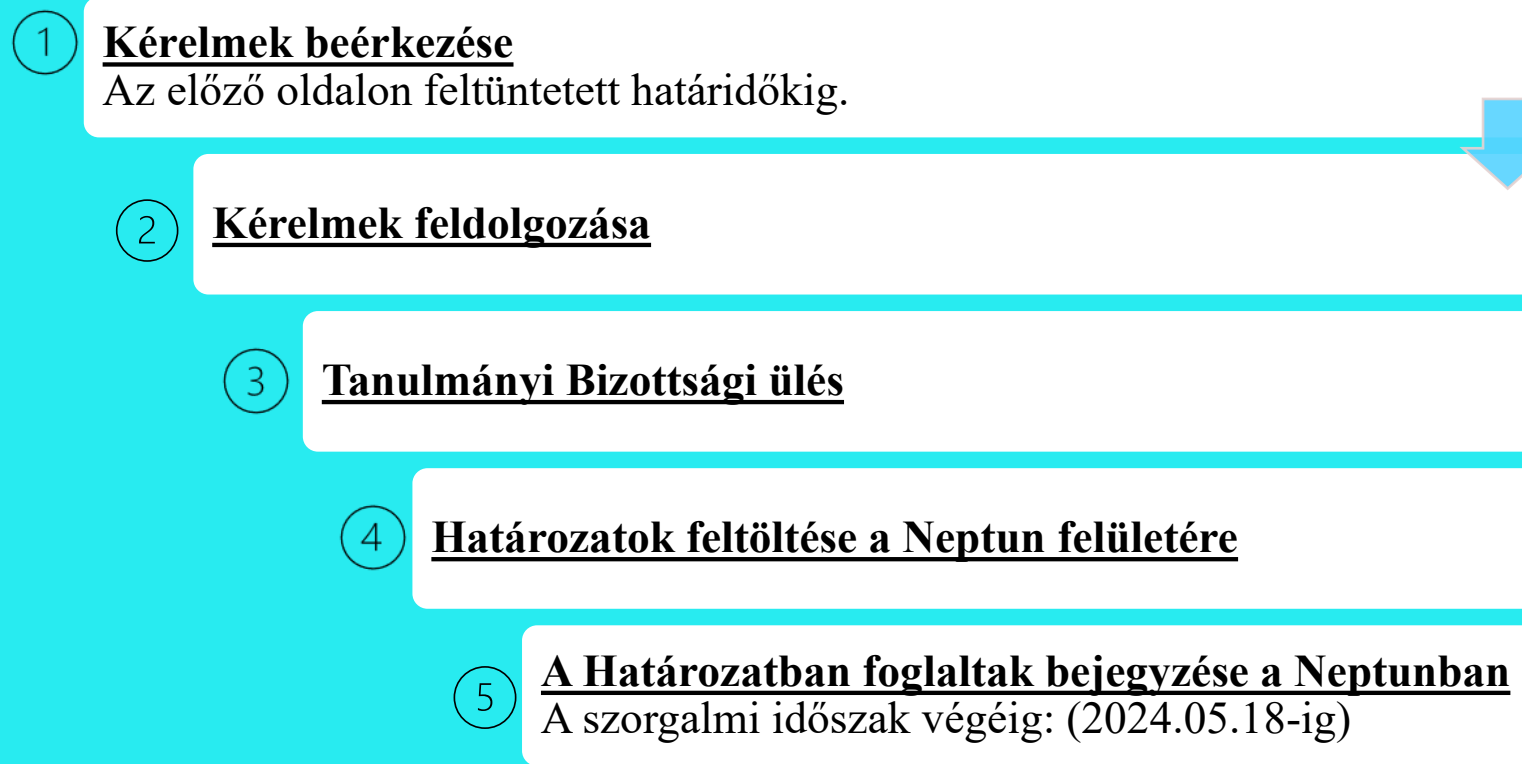 1
Kérelmek beérkezése
Az előző oldalon feltüntetett határidőkig.
2
Kérelmek feldolgozása
3
Tanulmányi Bizottsági ülés
4
Határozatok feltöltése a Neptun felületére
5
A Határozatban foglaltak bejegyzése a Neptunban
A szorgalmi időszak végéig: (2024.05.18-ig)